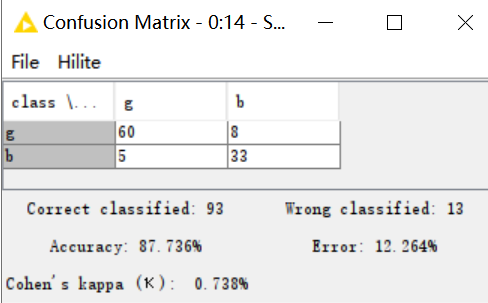 Confusion Matrix - 0:14 - S...
File Hilite
class \... g b
g 60 8
b 5 33
Correct classified: 93 Wrong classified: 13
Accuracy: 87.736% Error: 12.264%
Cohen's kappa (κ): 0.738%